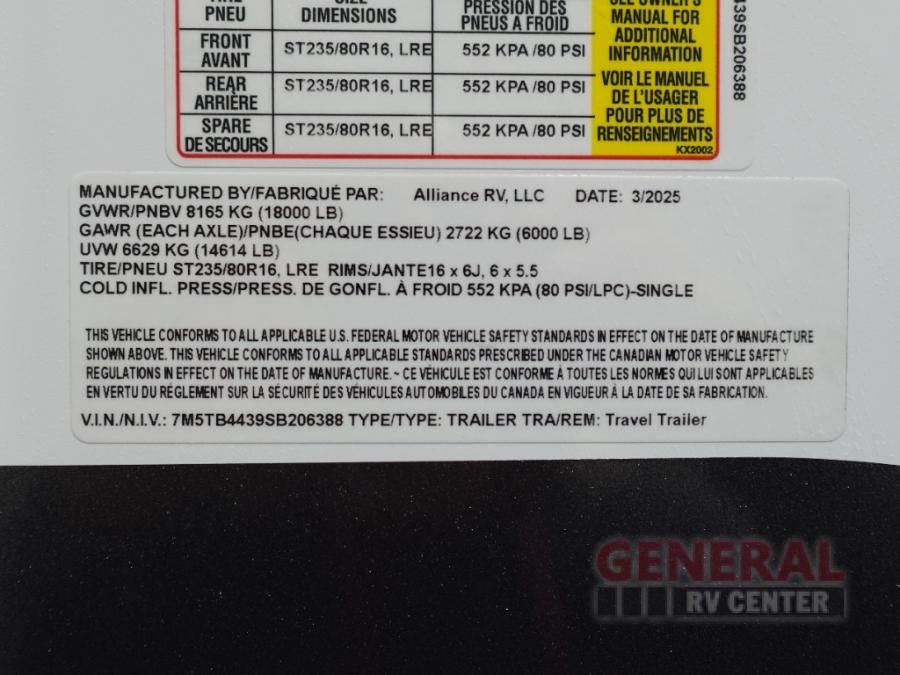 PNEU DIMENSIONS PRESSION DES
PNEUS A FROID
SEE OWNER'S
MANUAL FOR
ADDITIONAL
INFORMATION
FRONT
AVANT ST235/80R16, LRE 552 KPA /80 PSI
REAR
ARRIÈRE ST235/80R16, LRE 552 KPA /80 PSI
SPARE
DE SECOURS ST235/80R16, LRE 552 KPA /80 PSI
VOIR LE MANUEL
DE L'USAGER
POUR PLUS DE
RENSEIGNEMENTS
KX2002
439SB206388
MANUFACTURED BY/FABRIQUÉ PAR: Alliance RV, LLC DATE: 3/2025
GVWR/PNBV 8165 KG (18000 LB)
GAWR (EACH AXLE)/PNBE(CHAQUE ESSIEU) 2722 KG (6000 LB)
UVW 6629 KG (14614 LB)
TIRE/PNEU ST235/80R16, LRE RIMS/JANTE16 x 6J, 6 x 5.5
COLD INFL. PRESS/PRESS. DE GONFL. À FROID 552 KPA (80 PSI/LPC)-SINGLE
THIS VEHICLE CONFORMS TO ALL APPLICABLE U.S. FEDERAL MOTOR VEHICLE SAFETY STANDARDS IN EFFECT ON THE DATE OF MANUFACTURE
SHOWN ABOVE. THIS VEHICLE CONFORMS TO ALL APPLICABLE STANDARDS PRESCRIBED UNDER THE CANADIAN MOTOR VEHICLE SAFETY
REGULATIONS IN EFFECT ON THE DATE OF MANUFACTURE.~ CE VÉHICULE EST CONFORME À TOUTES LES NORMES QUI LUI SONT APPLICABLES
EN VERTU DU RÉGLEMENT SUR LA SÉCURITÉ DES VÉHICULES AUTOMOBILES DU CANADA EN VIGUEUR À LA DATE DE SA FABRICATION.
V.I.N./N.I.V.: 7M5TB4439SB206388 TYPE/TYPE: TRAILER TRA/REM: Travel Trailer
GENERAL
RV CENTER